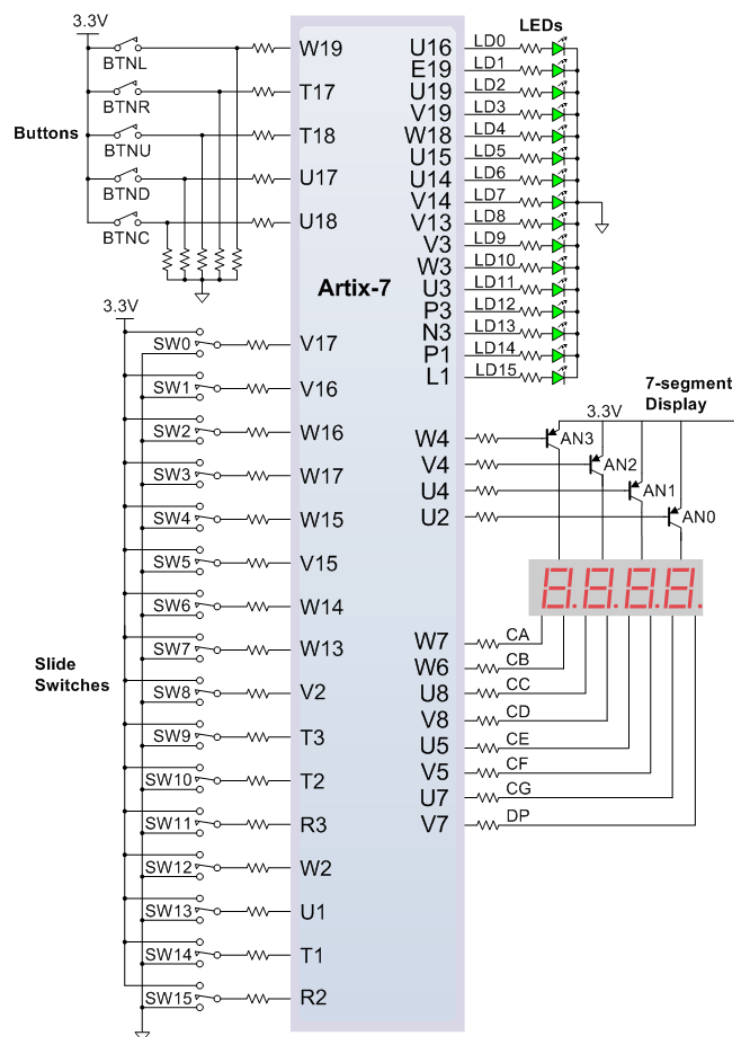 3.3V
BTNL
BTNR
Buttons
BTNU
BTND
BTNC
W19
T17
T18
U17
U18
Artix-7
LEDs
U16 LD0
E19 LD1
U19 LD2
V19 LD3
W18 LD4
U15 LD5
U14 LD6
V14 LD7
V13 LD8
V3 LD9
W3 LD10
U3 LD11
P3 LD12
N3 LD13
P1 LD14
L1 LD15
3.3V
SW0 V17
SW1 V16
SW2 W16
SW3 W17
SW4 W15
SW5 V15
SW6 W14
SW7 W13
Slide
Switches
SW8 V2
SW9 T3
SW10 T2
SW11 R3
SW12 W2
SW13 U1
SW14 T1
SW15 R2
7-segment
Display
3.3V
W4 AN3
V4 AN2
U4 AN1
U2 AN0
8.8.8.8.
W7 CA
W6 CB
U8 CC
V8 CD
U5 CE
V5 CF
U7 CG
V7 DP